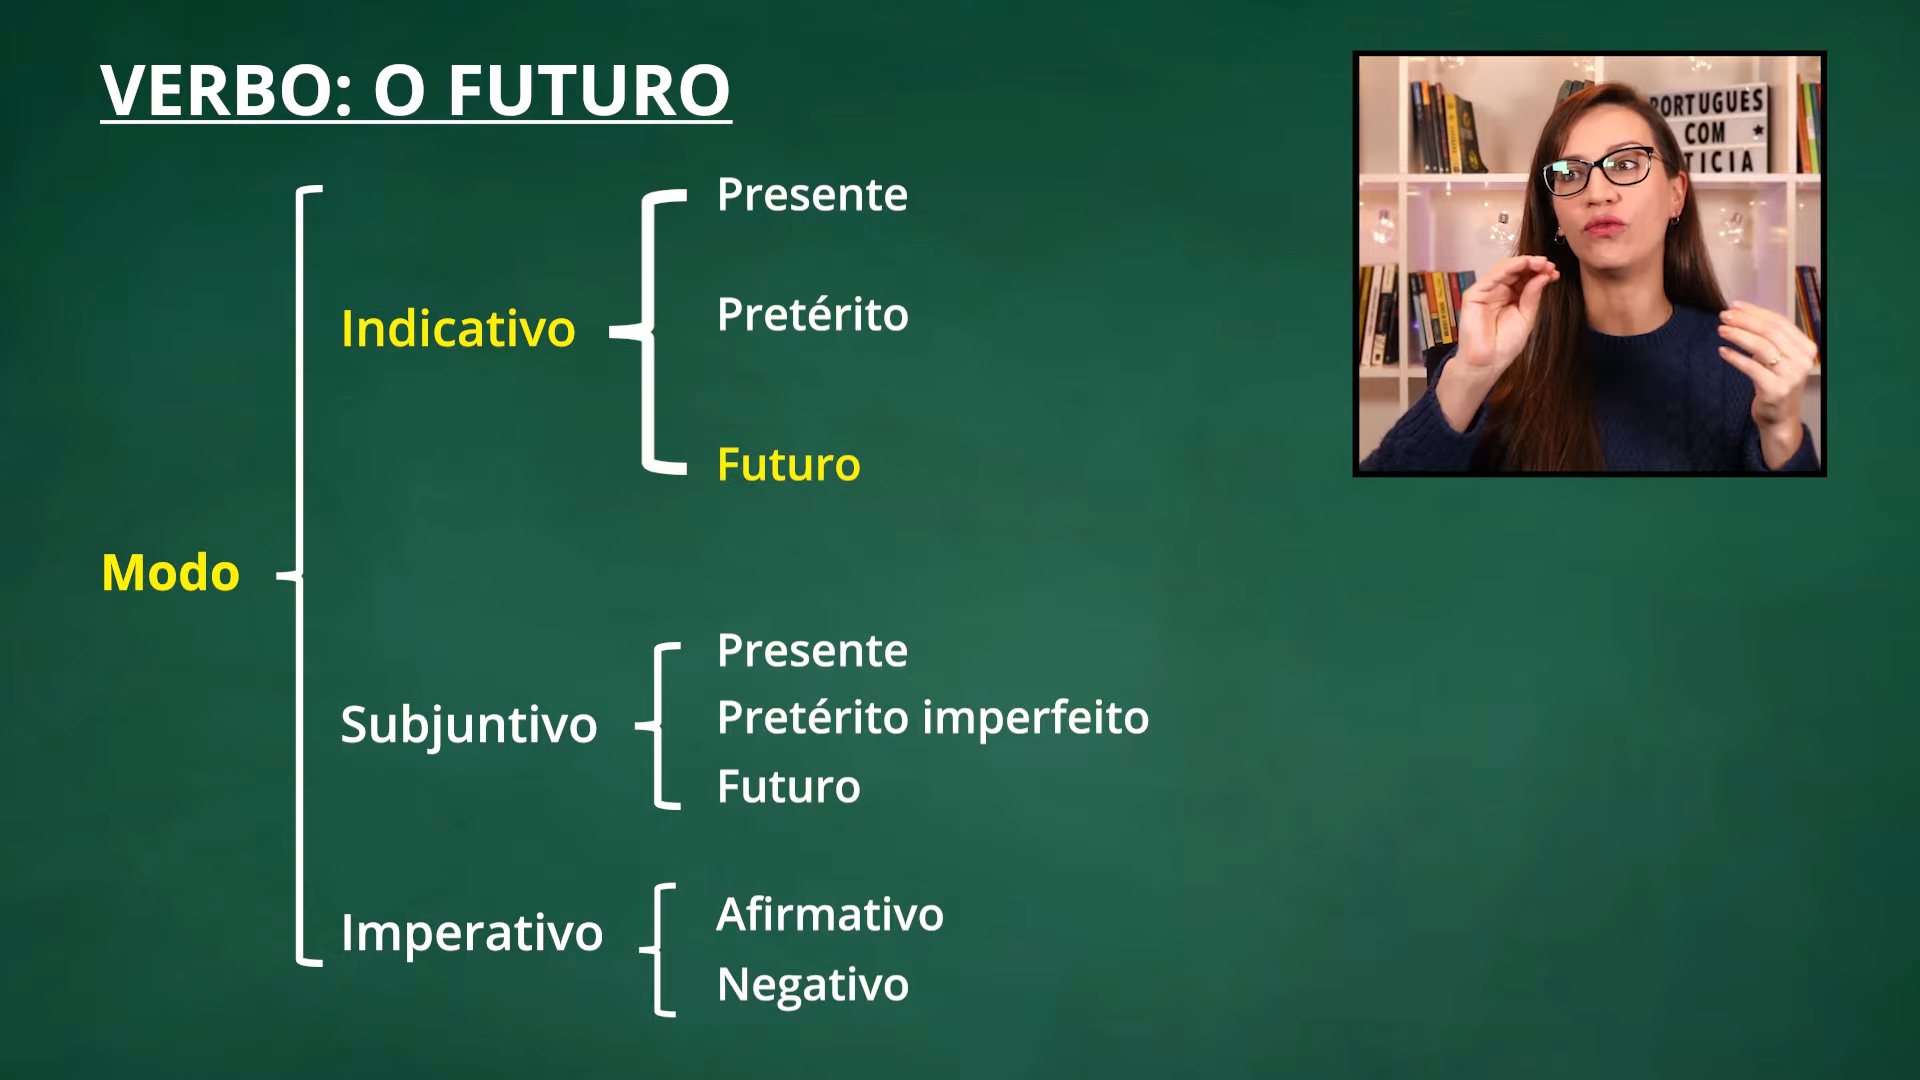 VERBO: O FUTURO
PORTUGUES
COM
TICIA
Modo
Indicativo
Presente
Pretérito
Futuro
Subjuntivo
Presente
Pretérito imperfeito
Futuro
Imperativo
Afirmativo
Negativo